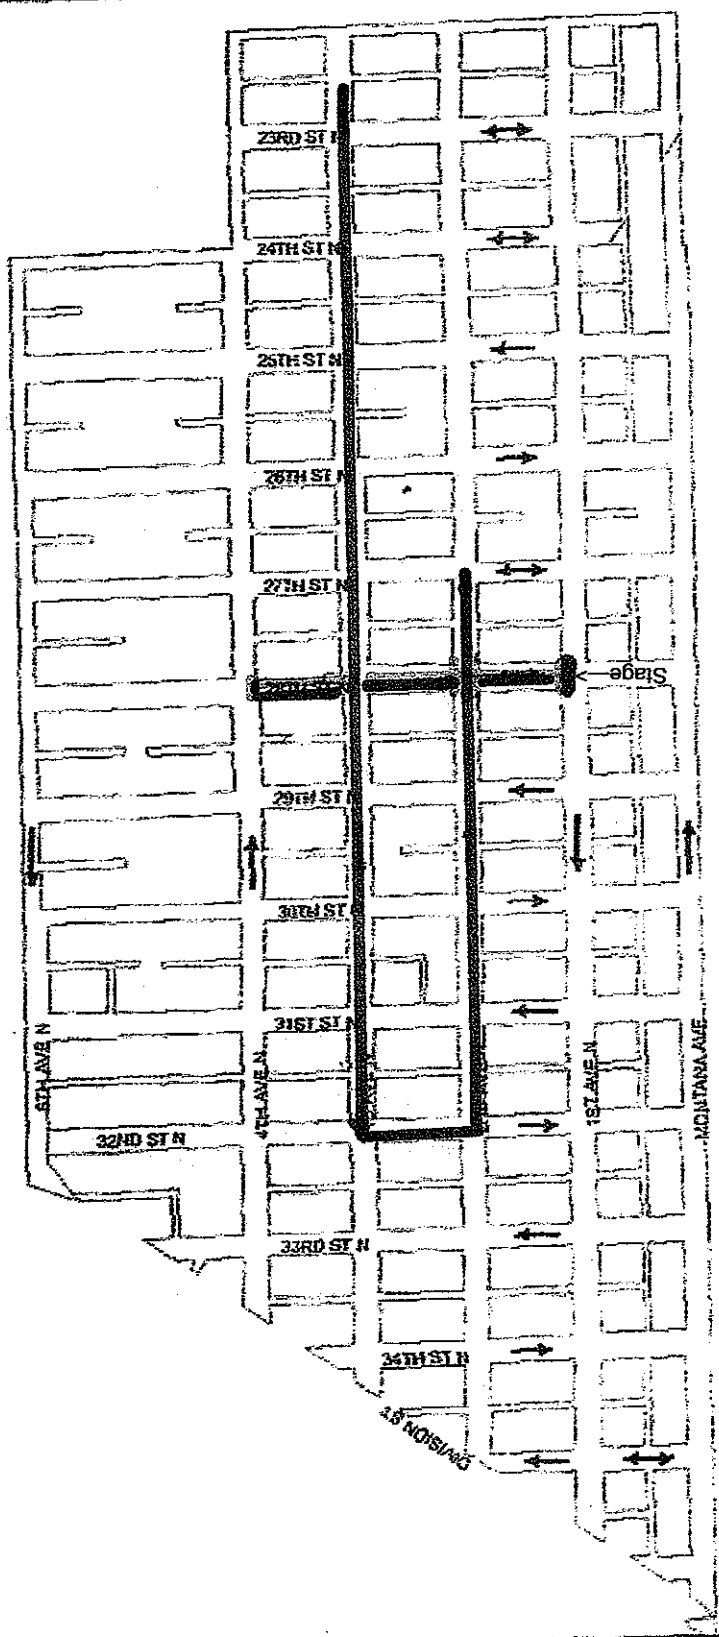 23RD ST N
24TH ST N
25TH ST N
26TH ST N
27TH ST N
Stage
29TH ST N
30TH ST N
31ST ST N
6TH AVE N
4TH AVE N
1ST AVE N
MONTANA AVE
32ND ST N
33RD ST N
34TH ST N
DIVISION ST